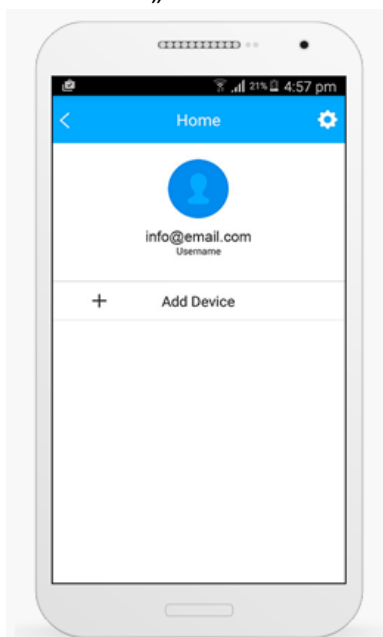 „
21% 4:57 pm
Home
info@email.com
Username
+ Add Device